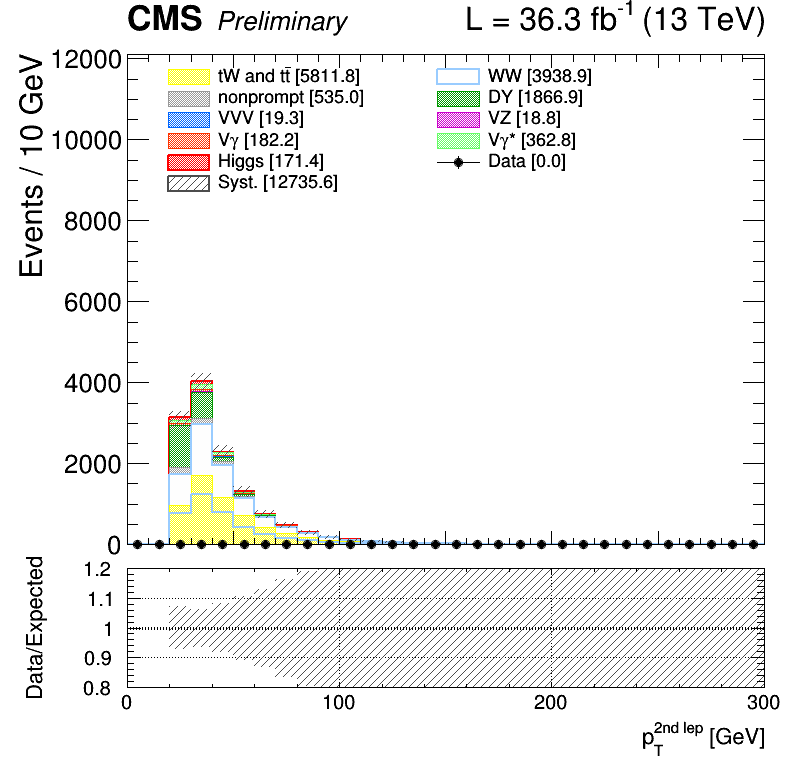 CMS Preliminary L = 36.3 fb⁻¹ (13 TeV)
Events / 10 GeV
12000
10000
8000
6000
4000
2000
0
tW and tt̄ [5811.8]
nonprompt [535.0]
VVV [19.3]
Vγ [182.2]
Higgs [171.4]
Syst. [12735.6]
WW [3938.9]
DY [1866.9]
VZ [18.8]
Vγ* [362.8]
Data [0.0]
Data/Expected
1.2
1.1
1
0.9
0.8
0 100 200 300
p_T^2nd lep [GeV]